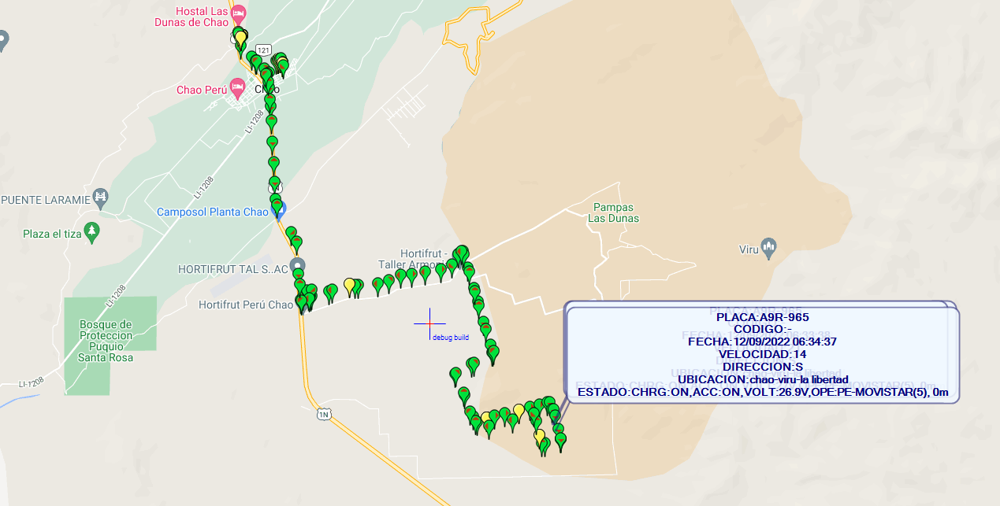 Hostal Las
Dunas de Chao
121
Chao Perú
LI-1208
LI-1208
PUENTE LARAMIE
Camposol Planta Chao
Plaza el tiza
Pampas
Las Dunas
Viru
Hortifrut -
HORTIFRUT TAL S..AC
Hortifrut Perú Chao
LI-1208
Bosque de
Proteccion
Puquio
Santa Rosa
debug build
LI-1208
1N
PLACA:A9R-965
CODIGO:-
FECHA:12/09/2022 06:34:37
VELOCIDAD:14
DIRECCION:S
UBICACION:chao-viru-la libertad
ESTADO:CHRG:ON,ACC:ON,VOLT:26.9V,OPE:PE-MOVISTAR(5), 0m